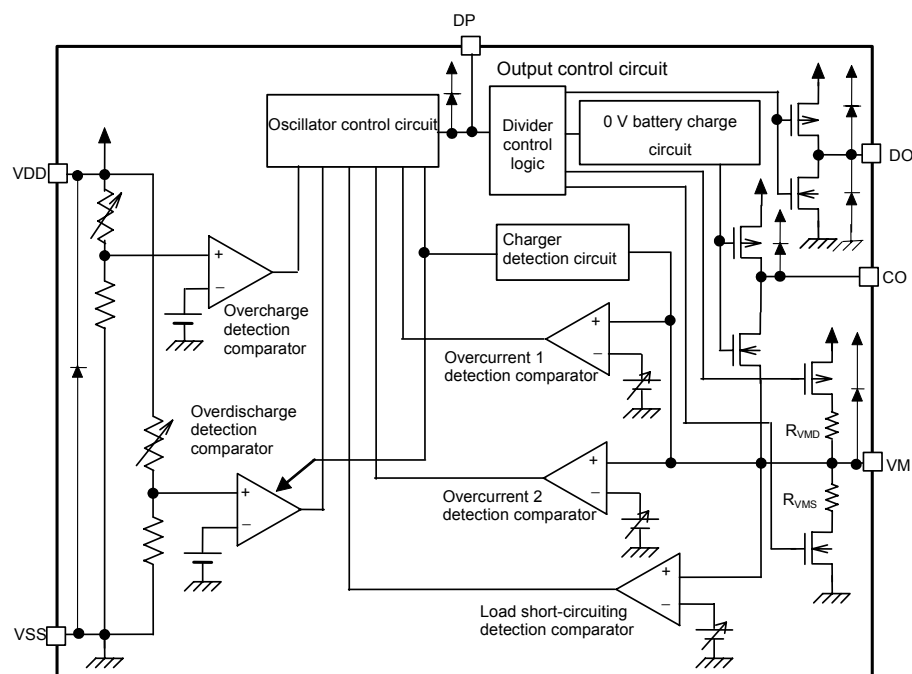 DP
Output control circuit
Oscillator control circuit
Divider
control
logic
0 V battery charge
circuit
DO
VDD
Charger
detection circuit
CO
+
−
Overcharge
detection
comparator
+
−
Overcurrent 1
detection comparator
Overdischarge
detection
comparator
RVMD
VM
+
−
+
−
Overcurrent 2
detection comparator
RVMS
+
−
Load short-circuiting
detection comparator
VSS